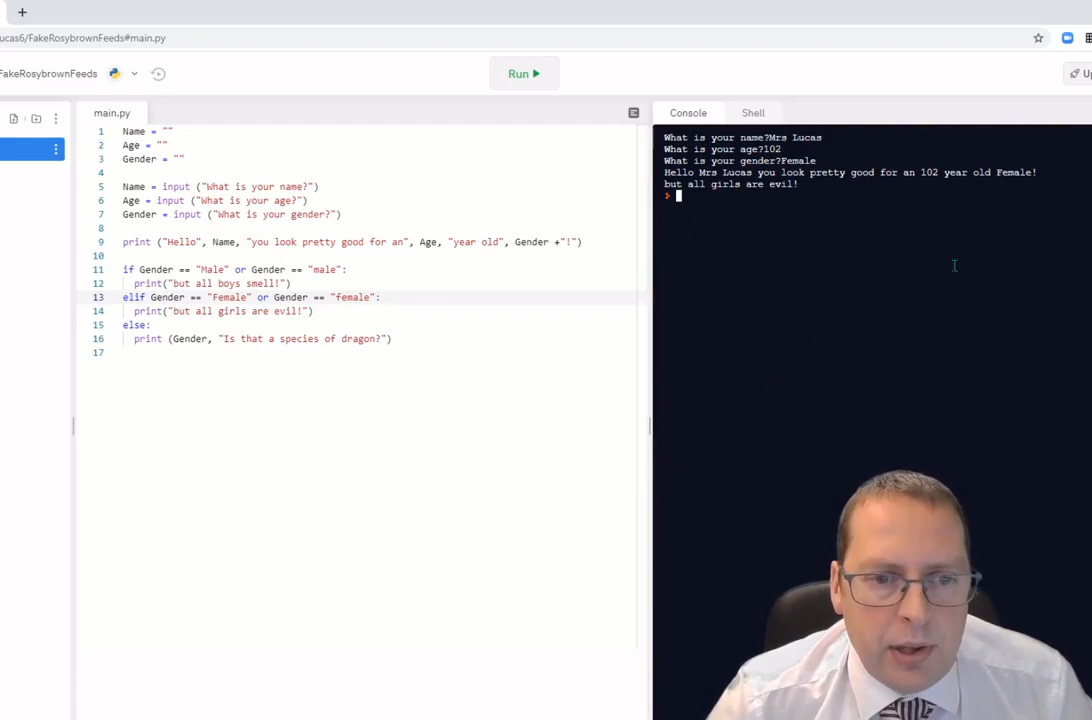 ucas6/FakeRosybrownFeeds#main.py
FakeRosybrownFeeds
Run
Up
main.py
Console
Shell
1 Name = ""
2 Age = ""
3 Gender = ""
4
5 Name = input ("What is your name?")
6 Age = input ("What is your age?")
7 Gender = input ("What is your gender?")
8
9 print ("Hello", Name, "you look pretty good for an", Age, "year old", Gender +"!")
10
11 if Gender == "Male" or Gender == "male":
12 print("but all boys smell!")
13 elif Gender == "Female" or Gender == "female":
14 print("but all girls are evil!")
15 else:
16 print (Gender, "Is that a species of dragon?")
17
What is your name?Mrs Lucas
What is your age?102
What is your gender?Female
Hello Mrs Lucas you look pretty good for an 102 year old Female!
but all girls are evil!